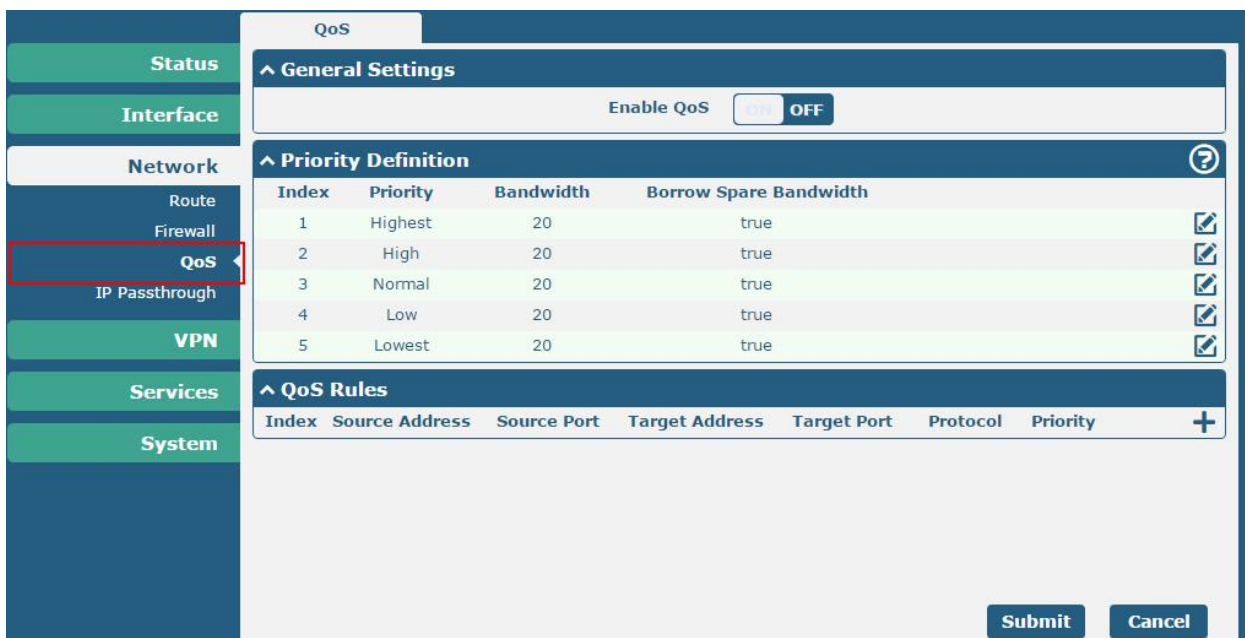 QoS
Status
Interface
Network
Route
Firewall
QoS
IP Passthrough
VPN
Services
System
General Settings
Enable QoS ON OFF
Priority Definition
Index Priority Bandwidth Borrow Spare Bandwidth
1 Highest 20 true
2 High 20 true
3 Normal 20 true
4 Low 20 true
5 Lowest 20 true
QoS Rules
Index Source Address Source Port Target Address Target Port Protocol Priority
Submit Cancel